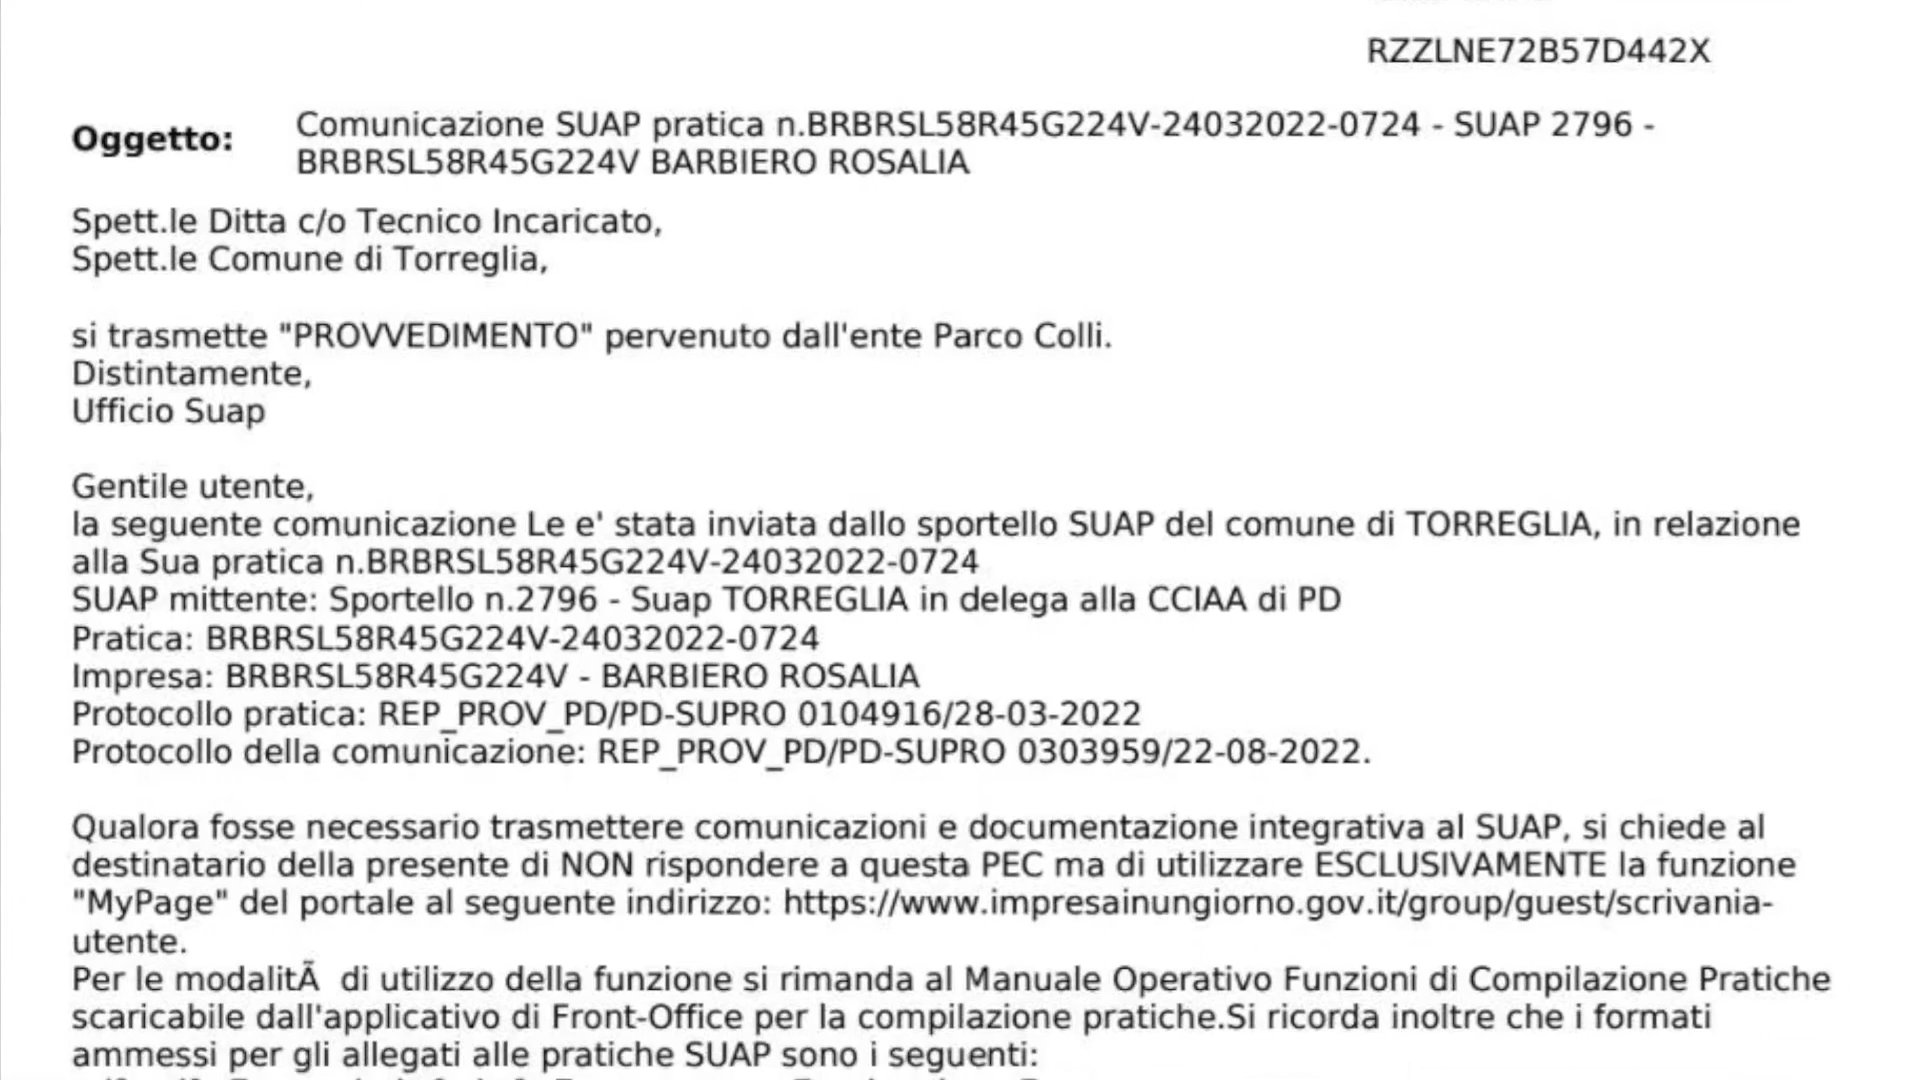 RZZLNE72B57D442X
Oggetto:
Comunicazione SUAP pratica n.BRBRSL58R45G224V-24032022-0724 - SUAP 2796 -
BRBRSL58R45G224V BARBIERO ROSALIA
Spett.le Ditta c/o Tecnico Incaricato,
Spett.le Comune di Torreglia,
si trasmette "PROVVEDIMENTO" pervenuto dall'ente Parco Colli.
Distintamente,
Ufficio Suap
Gentile utente,
la seguente comunicazione Le e' stata inviata dallo sportello SUAP del comune di TORREGLIA, in relazione
alla Sua pratica n.BRBRSL58R45G224V-24032022-0724
SUAP mittente: Sportello n.2796 - Suap TORREGLIA in delega alla CCIAA di PD
Pratica: BRBRSL58R45G224V-24032022-0724
Impresa: BRBRSL58R45G224V - BARBIERO ROSALIA
Protocollo pratica: REP_PROV_PD/PD-SUPRO 0104916/28-03-2022
Protocollo della comunicazione: REP_PROV_PD/PD-SUPRO 0303959/22-08-2022.
Qualora fosse necessario trasmettere comunicazioni e documentazione integrativa al SUAP, si chiede al
destinatario della presente di NON rispondere a questa PEC ma di utilizzare ESCLUSIVAMENTE la funzione
"MyPage" del portale al seguente indirizzo: https://www.impresainungiorno.gov.it/group/guest/scrivania-
utente.
Per le modalitÃ  di utilizzo della funzione si rimanda al Manuale Operativo Funzioni di Compilazione Pratiche
scaricabile dall'applicativo di Front-Office per la compilazione pratiche.Si ricorda inoltre che i formati
ammessi per gli allegati alle pratiche SUAP sono i seguenti: